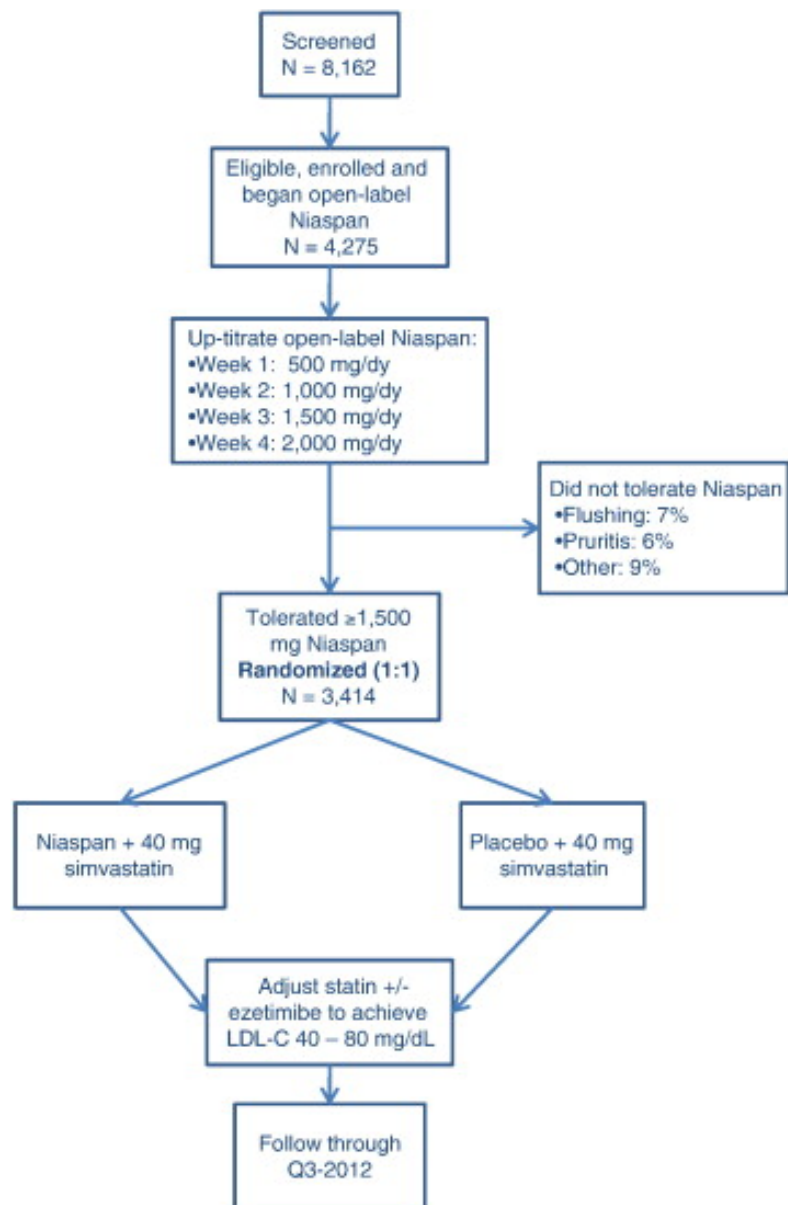 Screened
N = 8,162
Eligible, enrolled and
began open-label
Niaspan
N = 4,275
Up-titrate open-label Niaspan:
•Week 1:  500 mg/dy
•Week 2: 1,000 mg/dy
•Week 3: 1,500 mg/dy
•Week 4: 2,000 mg/dy
Did not tolerate Niaspan
•Flushing: 7%
•Pruritis: 6%
•Other: 9%
Tolerated ≥1,500
mg Niaspan
Randomized (1:1)
N = 3,414
Niaspan + 40 mg
simvastatin
Placebo + 40 mg
simvastatin
Adjust statin +/-
ezetimibe to achieve
LDL-C 40 – 80 mg/dL
Follow through
Q3-2012